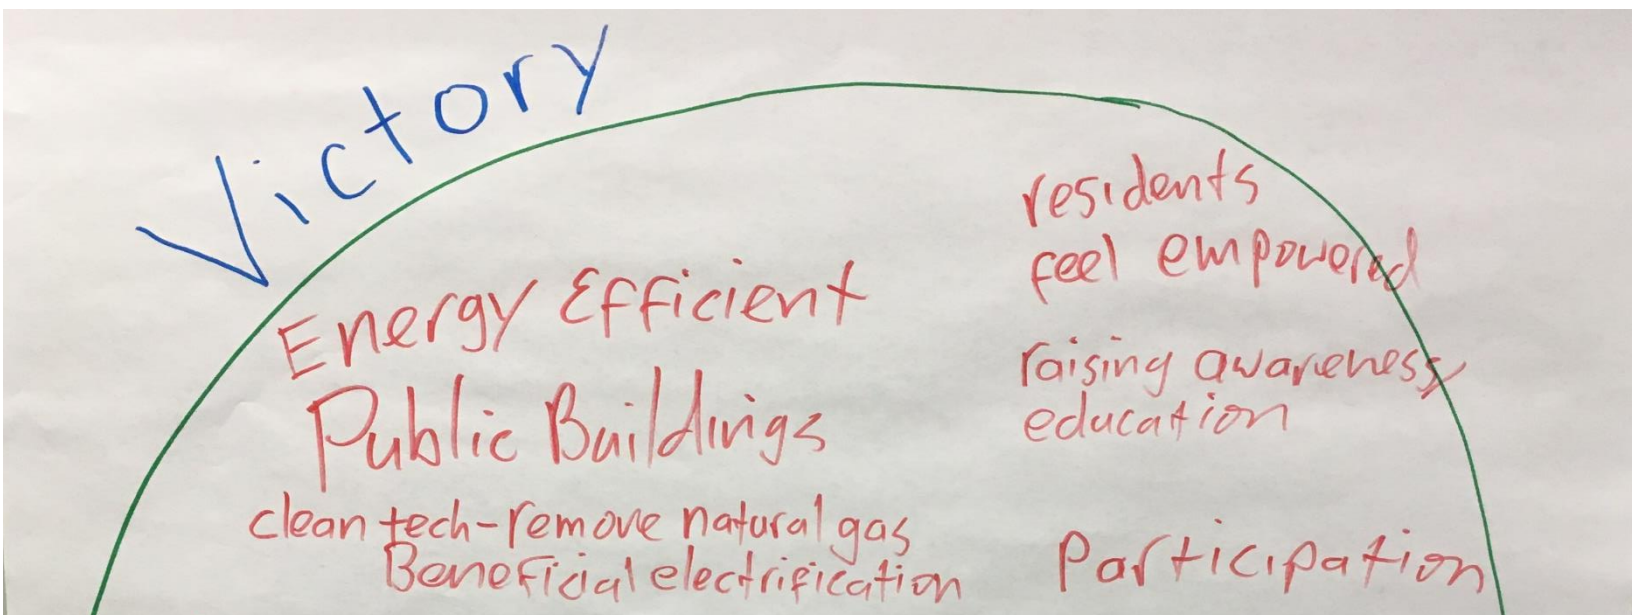 Victory
Energy Efficient
Public Buildings
clean tech-remove natural gas
Beneficial electrification
residents
feel empowered
raising awareness/
education
Participation